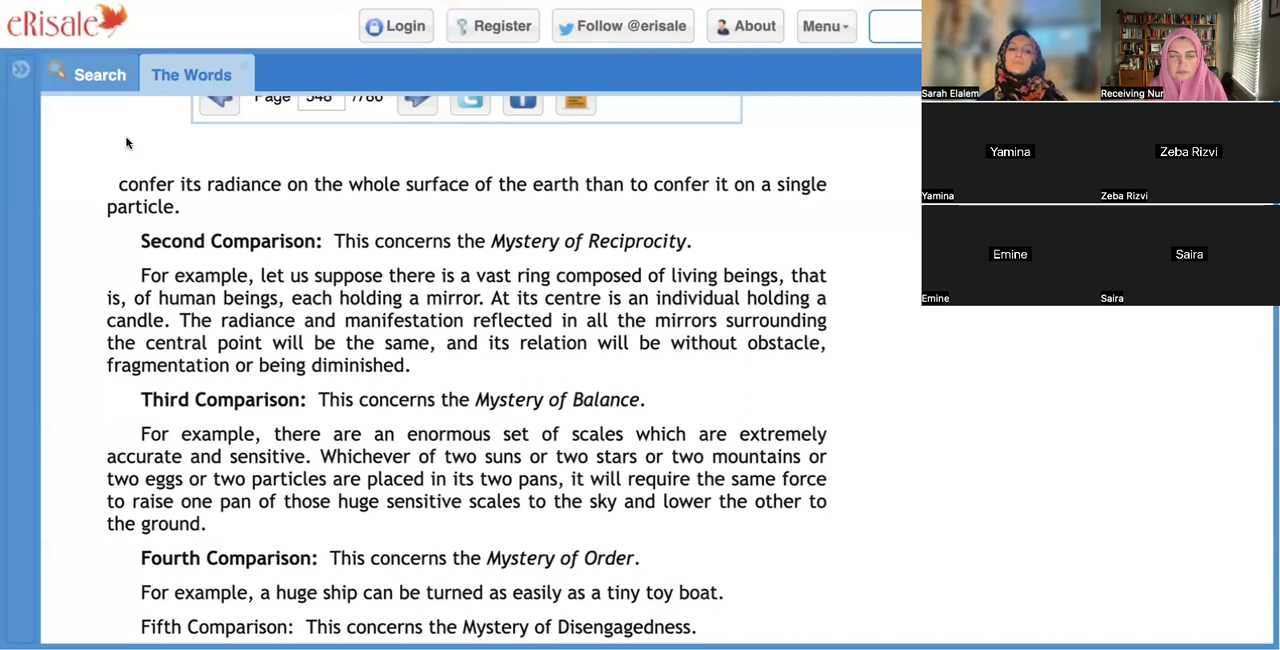 eRisale
Login
Register
Follow @erisale
About
Menu
Search
The Words
Page 548 /786
confer its radiance on the whole surface of the earth than to confer it on a single
particle.
Second Comparison: This concerns the Mystery of Reciprocity.
For example, let us suppose there is a vast ring composed of living beings, that
is, of human beings, each holding a mirror. At its centre is an individual holding a
candle. The radiance and manifestation reflected in all the mirrors surrounding
the central point will be the same, and its relation will be without obstacle,
fragmentation or being diminished.
Third Comparison: This concerns the Mystery of Balance.
For example, there are an enormous set of scales which are extremely
accurate and sensitive. Whichever of two suns or two stars or two mountains or
two eggs or two particles are placed in its two pans, it will require the same force
to raise one pan of those huge sensitive scales to the sky and lower the other to
the ground.
Fourth Comparison: This concerns the Mystery of Order.
For example, a huge ship can be turned as easily as a tiny toy boat.
Fifth Comparison: This concerns the Mystery of Disengagedness.
Sarah Elalem
Receiving Nur
Yamina
Zeba Rizvi
Yamina
Zeba Rizvi
Emine
Saira
Emine
Saira